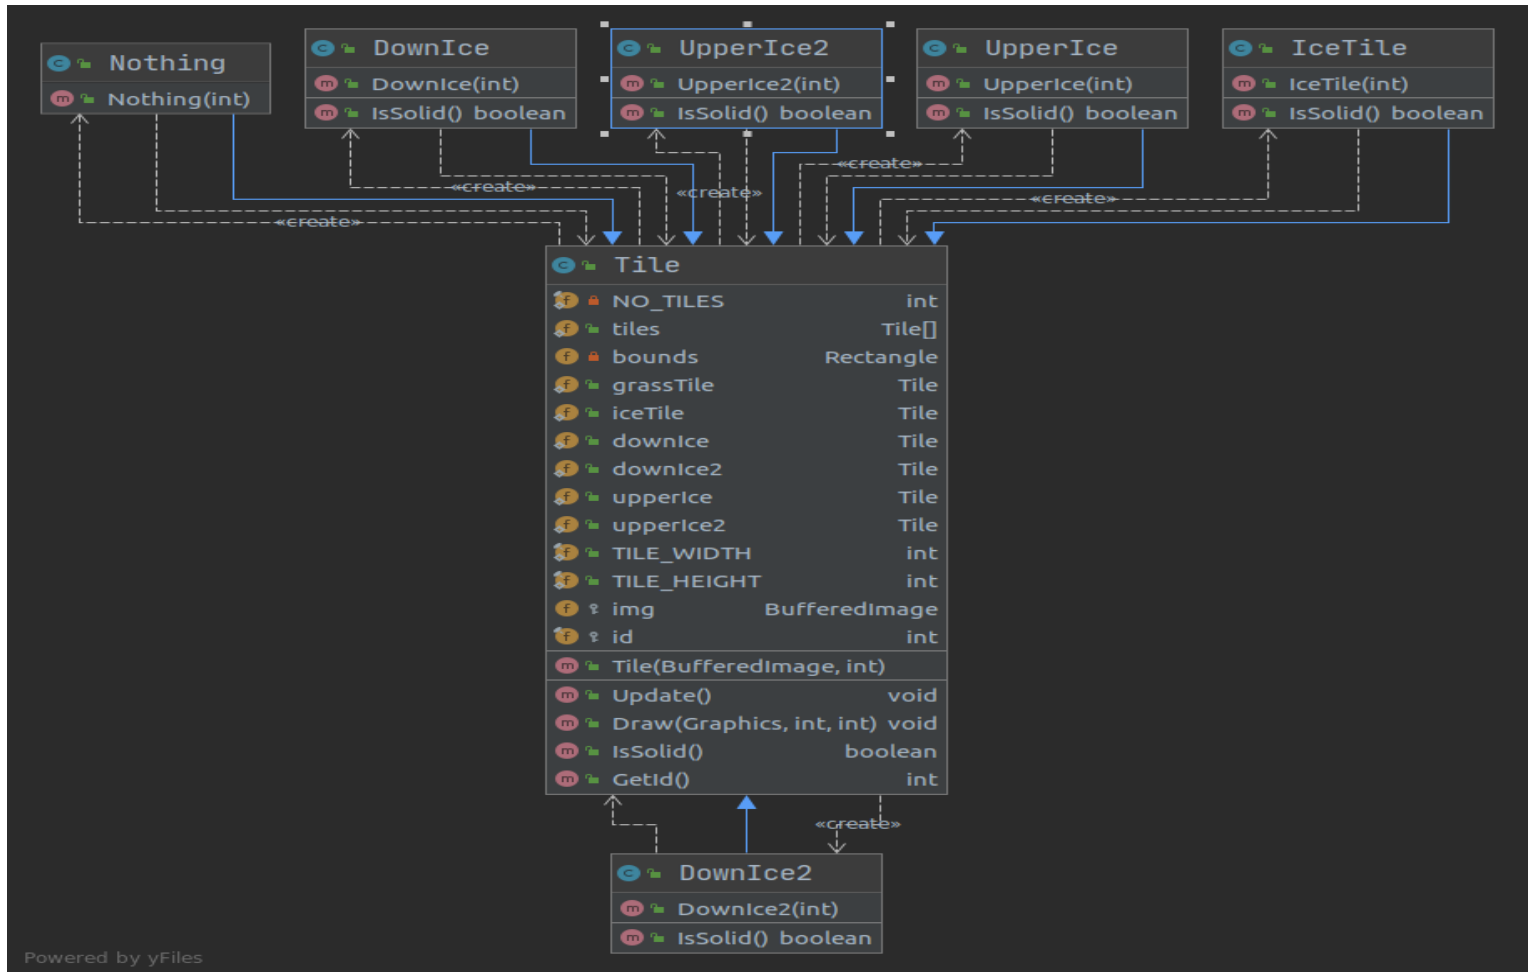 Nothing
Nothing(int)
DownIce
DownIce(int)
IsSolid() boolean
UpperIce2
UpperIce2(int)
IsSolid() boolean
UpperIce
UpperIce(int)
IsSolid() boolean
IceTile
IceTile(int)
IsSolid() boolean
«create»
«create»
«create»
«create»
«create»
Tile
NO_TILES int
tiles Tile[]
bounds Rectangle
grassTile Tile
iceTile Tile
downIce Tile
downIce2 Tile
upperIce Tile
upperIce2 Tile
TILE_WIDTH int
TILE_HEIGHT int
img BufferedImage
id int
Tile(BufferedImage, int)
Update() void
Draw(Graphics, int, int) void
IsSolid() boolean
GetId() int
«create»
DownIce2
DownIce2(int)
IsSolid() boolean
Powered by yFiles